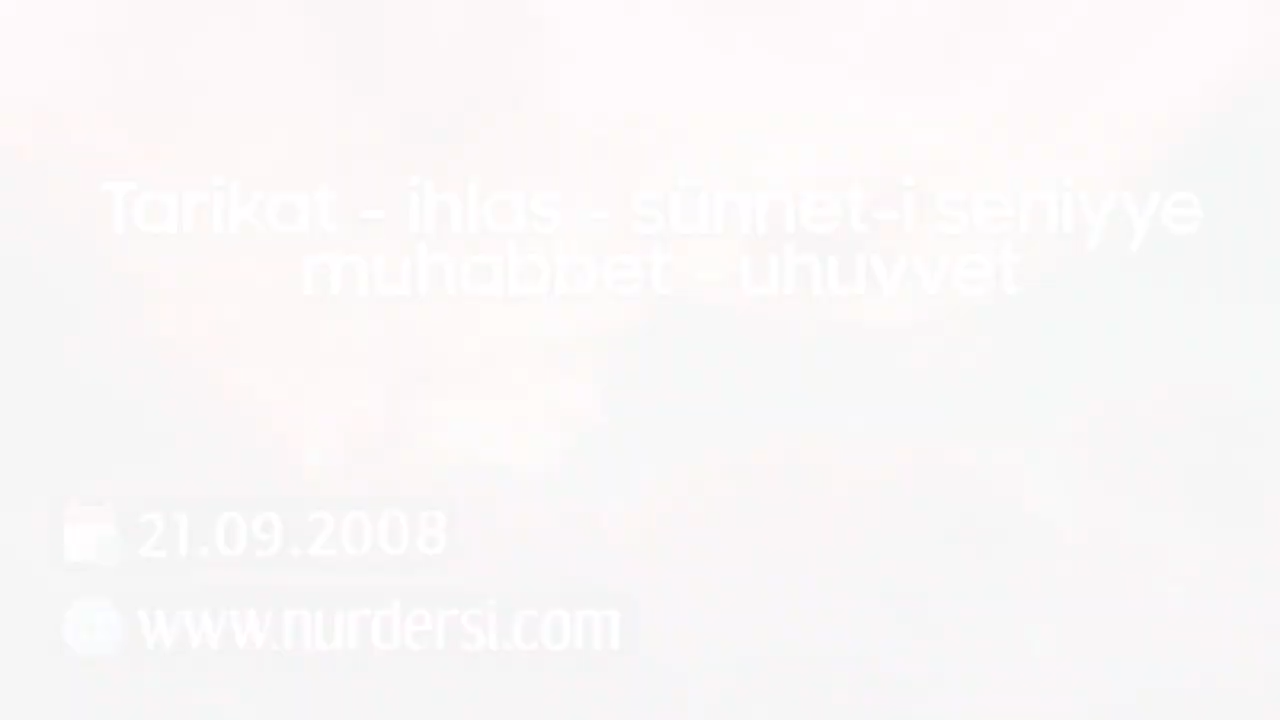 Tarikat - ihlas - sünnet-i seniyye
muhabbet - uhuvvet
21.09.2008
www.nurdersi.com